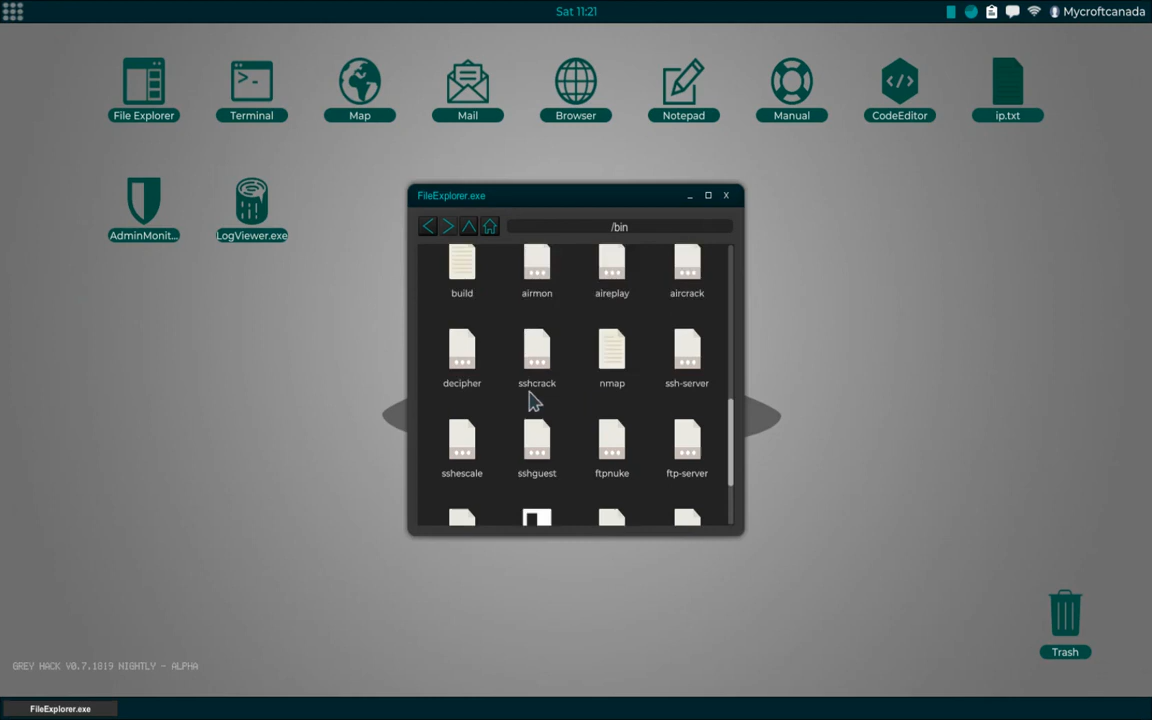 Sat 11:21
Mycroftcanada
File Explorer
Terminal
Map
Mail
Browser
Notepad
Manual
CodeEditor
ip.txt
AdminMonit...
LogViewer.exe
FileExplorer.exe
_ X
/bin
build
airmon
aireplay
aircrack
decipher
sshcrack
nmap
ssh-server
sshescale
sshguest
ftpnuke
ftp-server
Trash
GREY HACK V0.7.1819 NIGHTLY - ALPHA
FileExplorer.exe